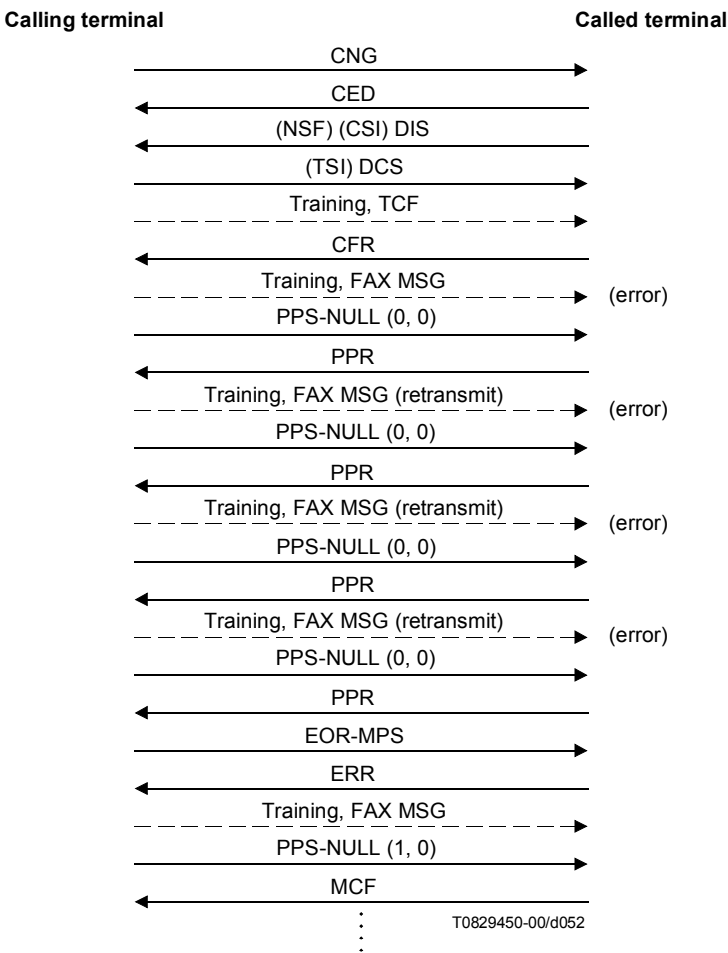 Calling terminal Called terminal
CNG
CED
(NSF) (CSI) DIS
(TSI) DCS
Training, TCF
CFR
Training, FAX MSG (error)
PPS-NULL (0, 0)
PPR
Training, FAX MSG (retransmit) (error)
PPS-NULL (0, 0)
PPR
Training, FAX MSG (retransmit) (error)
PPS-NULL (0, 0)
PPR
Training, FAX MSG (retransmit) (error)
PPS-NULL (0, 0)
PPR
EOR-MPS
ERR
Training, FAX MSG
PPS-NULL (1, 0)
MCF
T0829450-00/d052